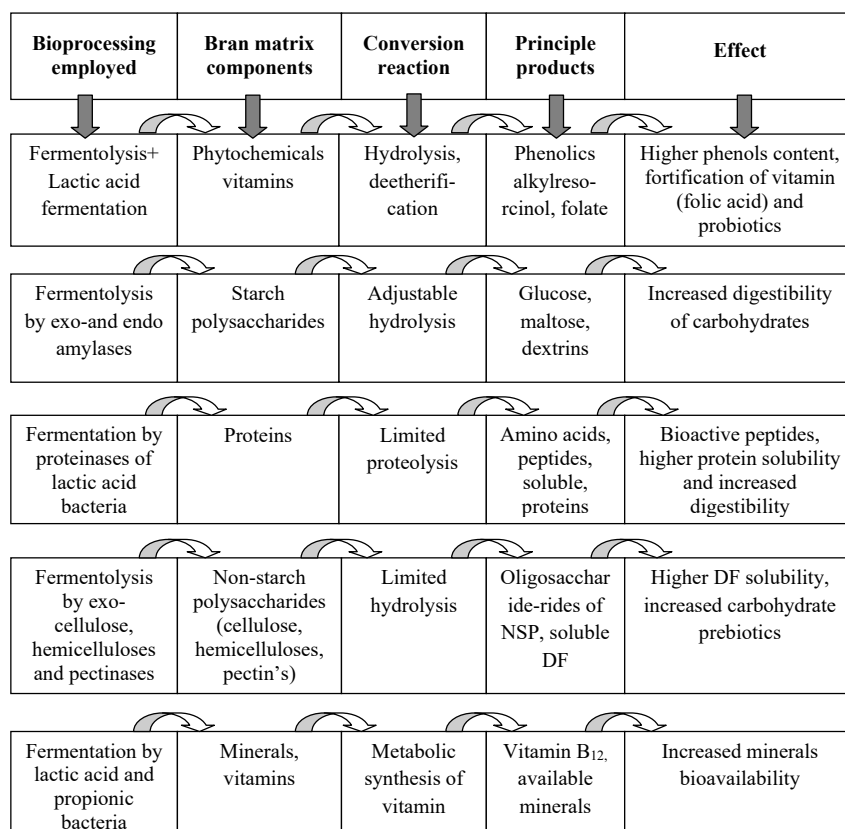 Bioprocessing
employed
Bran matrix
components
Conversion
reaction
Principle
products
Effect
Fermentolysis+
Lactic acid
fermentation
Phytochemicals
vitamins
Hydrolysis,
deetherifi-
cation
Phenolics
alkylreso-
rcinol, folate
Higher phenols content,
fortification of vitamin
(folic acid) and
probiotics
Fermentolysis
by exo-and endo
amylases
Starch
polysaccharides
Adjustable
hydrolysis
Glucose,
maltose,
dextrins
Increased digestibility
of carbohydrates
Fermentation by
proteinases of
lactic acid
bacteria
Proteins
Limited
proteolysis
Amino acids,
peptides,
soluble,
proteins
Bioactive peptides,
higher protein solubility
and increased
digestibility
Fermentolysis
by exo-
cellulose,
hemicelluloses
and pectinases
Non-starch
polysaccharides
(cellulose,
hemicelluloses,
pectin’s)
Limited
hydrolysis
Oligosacchar
ide-rides of
NSP, soluble
DF
Higher DF solubility,
increased carbohydrate
prebiotics
Fermentation by
lactic acid and
propionic
bacteria
Minerals,
vitamins
Metabolic
synthesis of
vitamin
Vitamin B₁₂,
available
minerals
Increased minerals
bioavailability